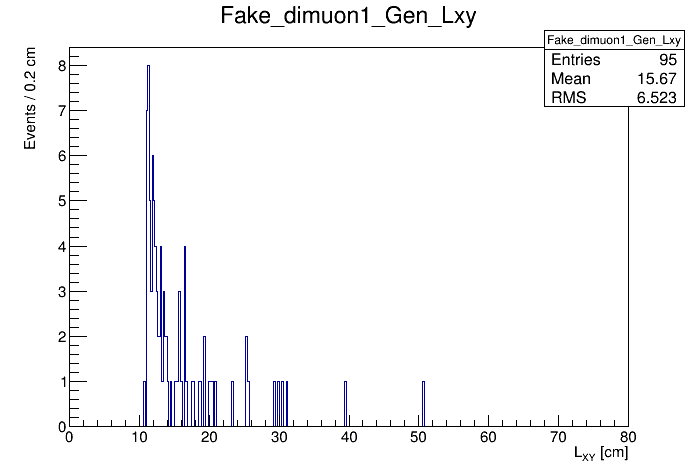 Fake_dimuon1_Gen_Lxy
Fake_dimuon1_Gen_Lxy
Entries 95
Mean 15.67
RMS 6.523
Events / 0.2 cm
8
7
6
5
4
3
2
1
0
0 10 20 30 40 50 60 70 80
LXY [cm]